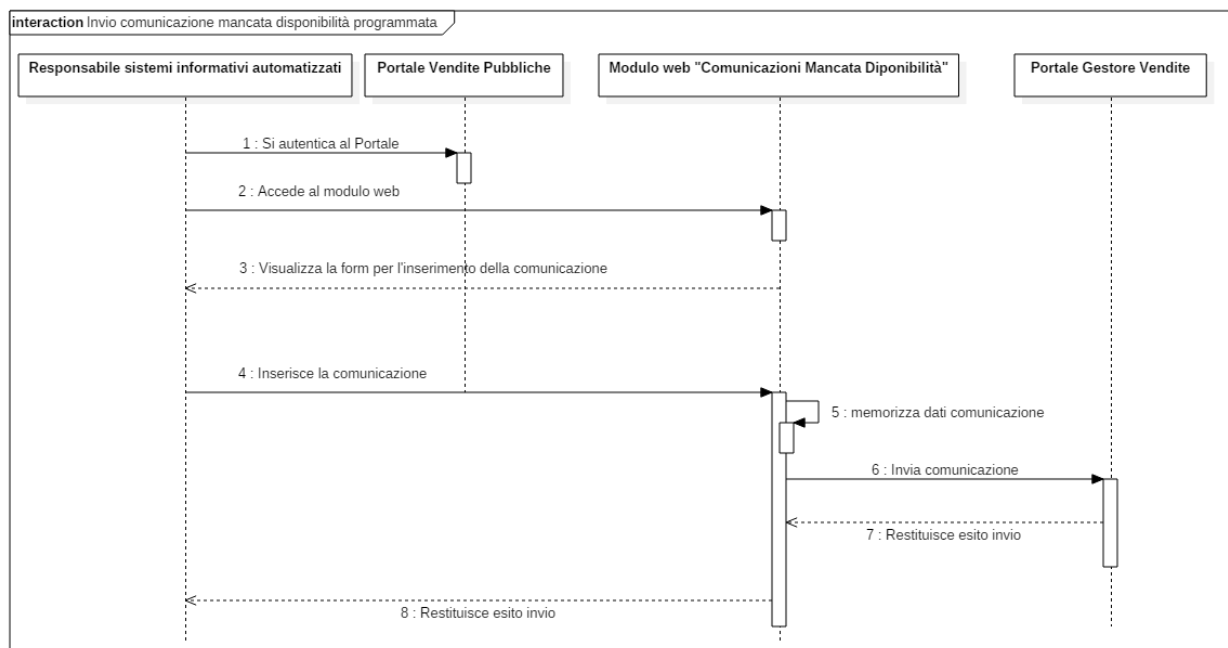 interaction Invio comunicazione mancata disponibilità programmata
Responsabile sistemi informativi automatizzati
Portale Vendite Pubbliche
Modulo web "Comunicazioni Mancata Diponibilità"
Portale Gestore Vendite
1 : Si autentica al Portale
2 : Accede al modulo web
3 : Visualizza la form per l'inserimento della comunicazione
4 : Inserisce la comunicazione
5 : memorizza dati comunicazione
6 : Invia comunicazione
7 : Restituisce esito invio
8 : Restituisce esito invio